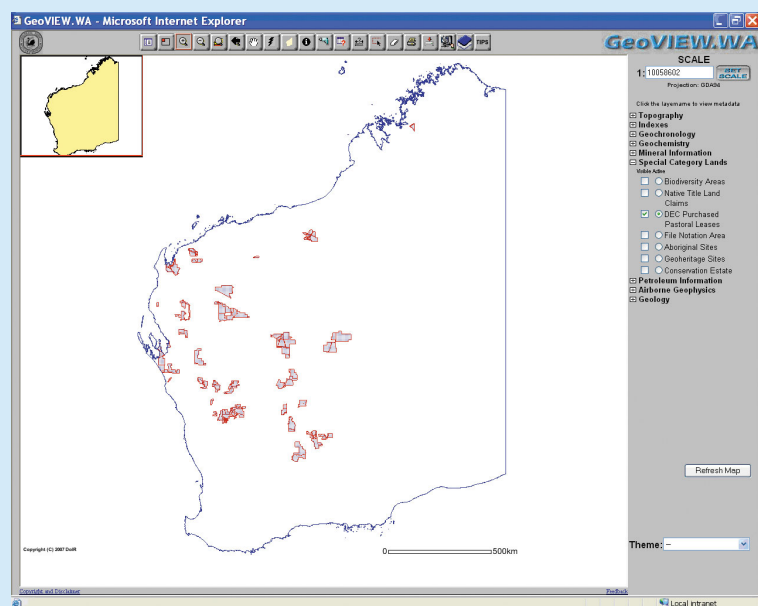 GeoVIEW.WA - Microsoft Internet Explorer
TIPS
GeoVIEW.WA
SCALE
1: 10058602
SET SCALE
Projection: GDA94
Click the layername to view metadata
Topography
Indexes
Geochronology
Geochemistry
Mineral Information
Special Category Lands
Visible Active
Biodiversity Areas
Native Title Land
Claims
DEC Purchased
Pastoral Leases
File Notation Area
Aboriginal Sites
Geoheritage Sites
Conservation Estate
Petroleum Information
Airborne Geophysics
Geology
Refresh Map
Theme: --
Copyright (C) 2007 DoIR
0 500km
Copyright and Disclaimer
Feedback
Local intranet